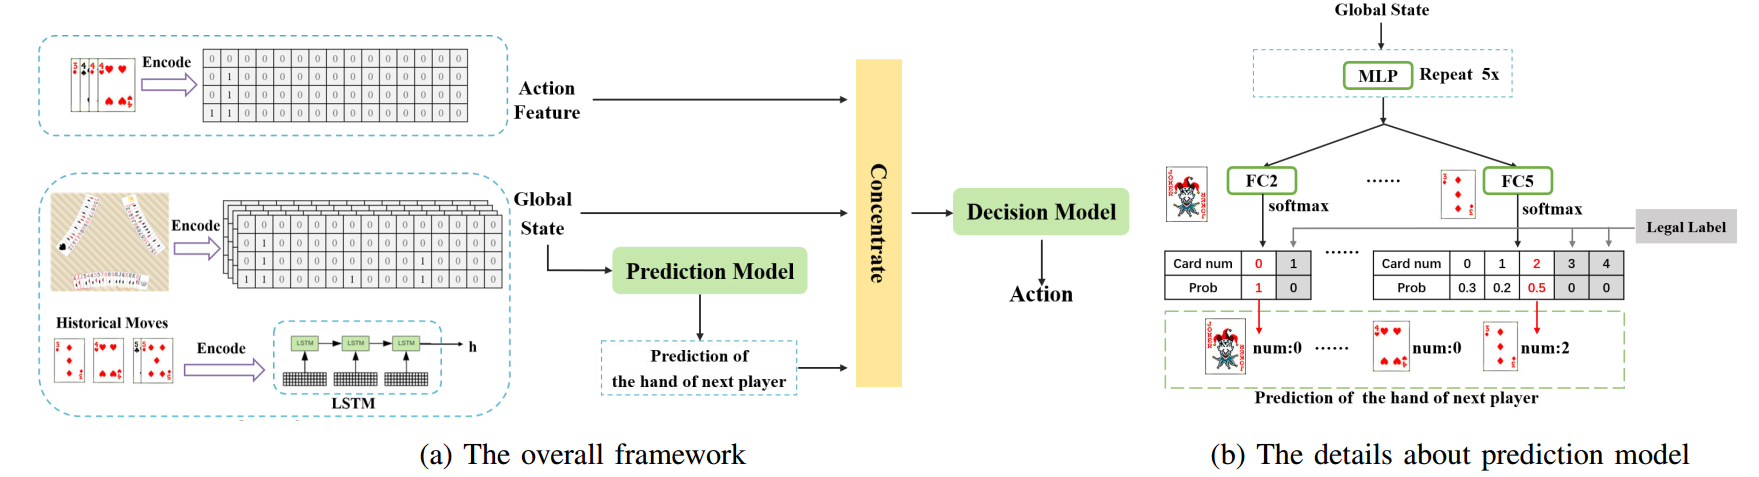 Encode
0 0 0 0 0 0 0 0 0 0 0 0 0 0 0
0 1 0 0 0 0 0 0 0 0 0 0 0 0 0
0 1 0 0 0 0 0 0 0 0 0 0 0 0 0
1 1 0 0 0 0 0 0 0 0 0 0 0 0 0
Action
Feature
Encode
0 0 0 0 0 0 0 0 0 0 0 0 0 0 0
0 1 0 0 0 0 0 0 0 0 0 0 0 0 0
0 1 0 0 0 0 0 0 0 0 1 0 0 0 0
1 1 0 0 0 0 1 0 0 0 1 0 1 0 0
Global
State
Historical Moves
Encode
LSTM LSTM LSTM
h
LSTM
Prediction Model
Prediction of
the hand of next player
Concentrate
Decision Model
Action
(a) The overall framework
Global State
MLP Repeat 5x
JOKER
FC2 ...... FC5
softmax softmax
Legal Label
Card num 0 1
Prob 1 0
......
Card num 0 1 2 3 4
Prob 0.3 0.2 0.5 0 0
JOKER
num:0 ...... num:0 num:2
Prediction of the hand of next player
(b) The details about prediction model